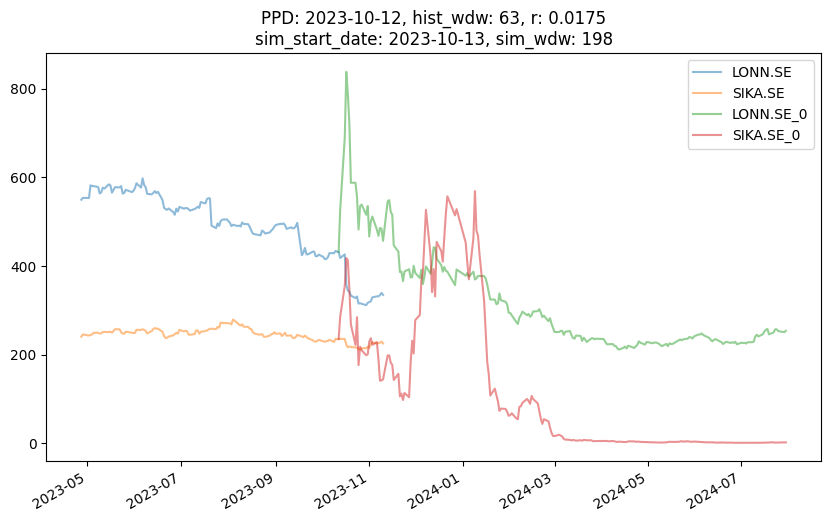 PPD: 2023-10-12, hist_wdw: 63, r: 0.0175
sim_start_date: 2023-10-13, sim_wdw: 198
LONN.SE
SIKA.SE
LONN.SE_0
SIKA.SE_0
800
600
400
200
0
2023-05
2023-07
2023-09
2023-11
2024-01
2024-03
2024-05
2024-07